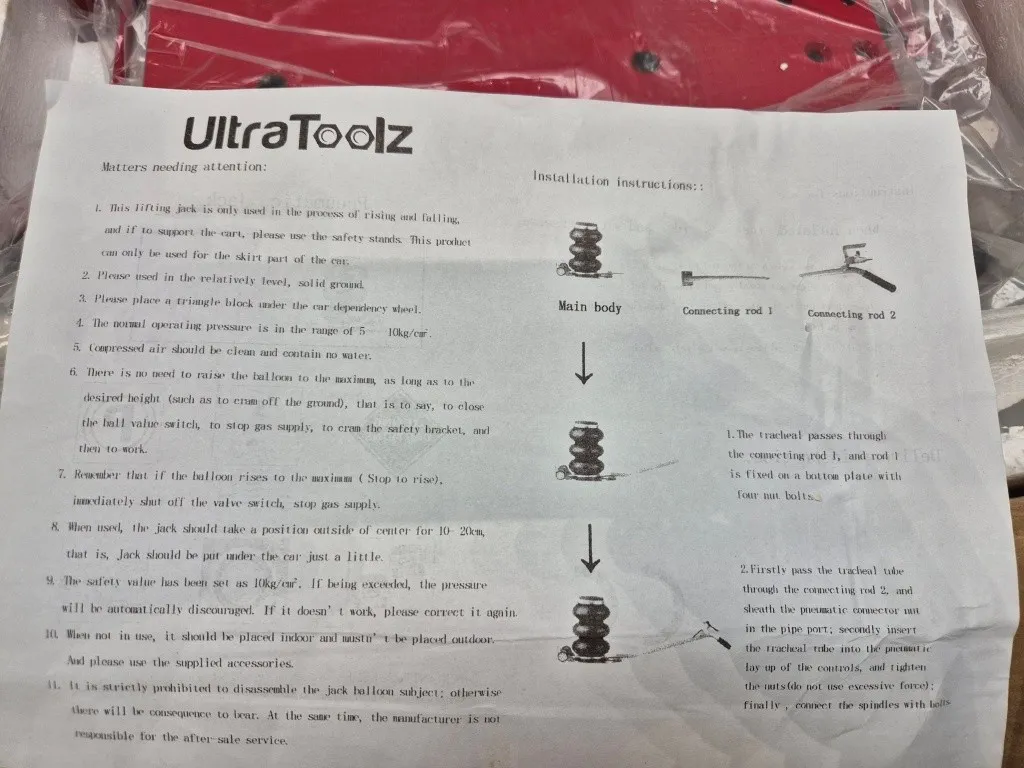 UltraToolz
Matters needing attention:
1. This lifting jack is only used in the process of rising and falling,
and if to support the cart, please use the safety stands. This product
can only be used for the skirt part of the car.
2. Please used in the relatively level, solid ground.
3. Please place a triangle block under the car dependency wheel.
4. The normal operating pressure is in the range of 5 10kg/cm².
5. Compressed air should be clean and contain no water.
6. There is no need to raise the balloon to the maximum, as long as to the
desired height (such as to cram off the ground), that is to say, to close
the ball value switch, to stop gas supply, to cram the safety bracket, and
then to work.
7. Remember that if the balloon rises to the maximum ( Stop to rise),
immediately shut off the valve switch, stop gas supply.
8. When used, the jack should take a position outside of center for 10-20cm,
that is, Jack should be put under the car just a little.
9. The safety value has been set as 10kg/cm². If being exceeded, the pressure
will be automatically discouraged. If it doesn't work, please correct it again.
10. When not in use, it should be placed indoor and mustn't be placed outdoor.
And please use the supplied accessories.
11. It is strictly prohibited to disassemble the jack balloon subject; otherwise
there will be consequence to bear. At the same time, the manufacturer is not
responsible for the after-sale service.
Installation instructions::
Main body
Connecting rod 1
Connecting rod 2
1. The tracheal passes through
the connecting rod 1, and rod 1
is fixed on a bottom plate with
four nut bolts.
2. Firstly pass the tracheal tube
through the connecting rod 2, and
sheath the pneumatic connector nut
in the pipe port; secondly insert
the tracheal tube into the pneumatic
lay up of the controls, and tighten
the nuts(do not use excessive force);
finally , connect the spindles with bolts.